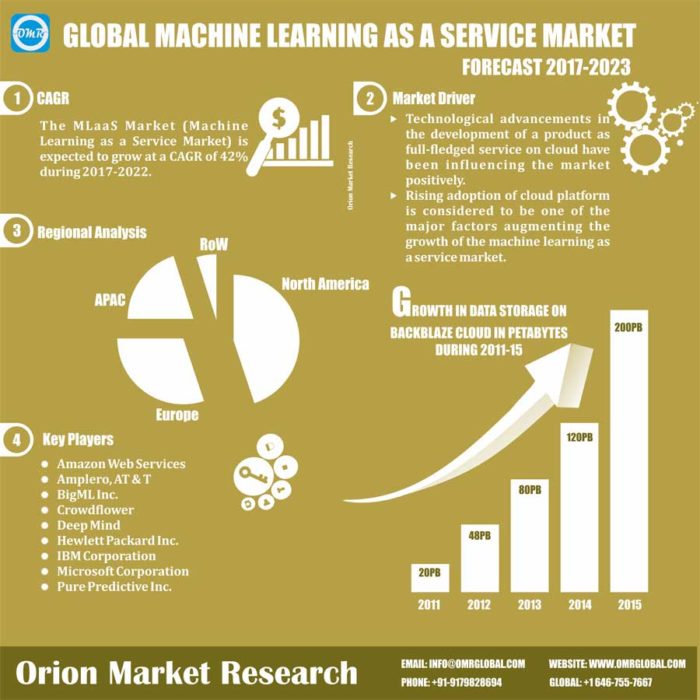 OMR
GLOBAL MACHINE LEARNING AS A SERVICE MARKET
FORECAST 2017-2023
1 CAGR
The MLaaS Market (Machine
Learning as a Service Market) is
expected to grow at a CAGR of 42%
during 2017-2022.
$
Orion Market Research
2 Market Driver
Technological advancements in
the development of a product as
full-fledged service on cloud have
been influencing the market
positively.
Rising adoption of cloud platform
is considered to be one of the
major factors augmenting the
growth of the machine learning as
a service market.
3 Regional Analysis
RoW
North America
APAC
Europe
4 Key Players
Amazon Web Services
Amplero, AT & T
BigML Inc.
Crowdflower
Deep Mind
Hewlett Packard Inc.
IBM Corporation
Microsoft Corporation
Pure Predictive Inc.
GROWTH IN DATA STORAGE ON
BACKBLAZE CLOUD IN PETABYTES
DURING 2011-15
20PB
48PB
80PB
120PB
200PB
2011
2012
2013
2014
2015
Orion Market Research
EMAIL: INFO@OMRGLOBAL.COM
PHONE: +91-9179828694
WEBSITE: WWW.OMRGLOBAL.COM
GLOBAL: +1 646-755-7667